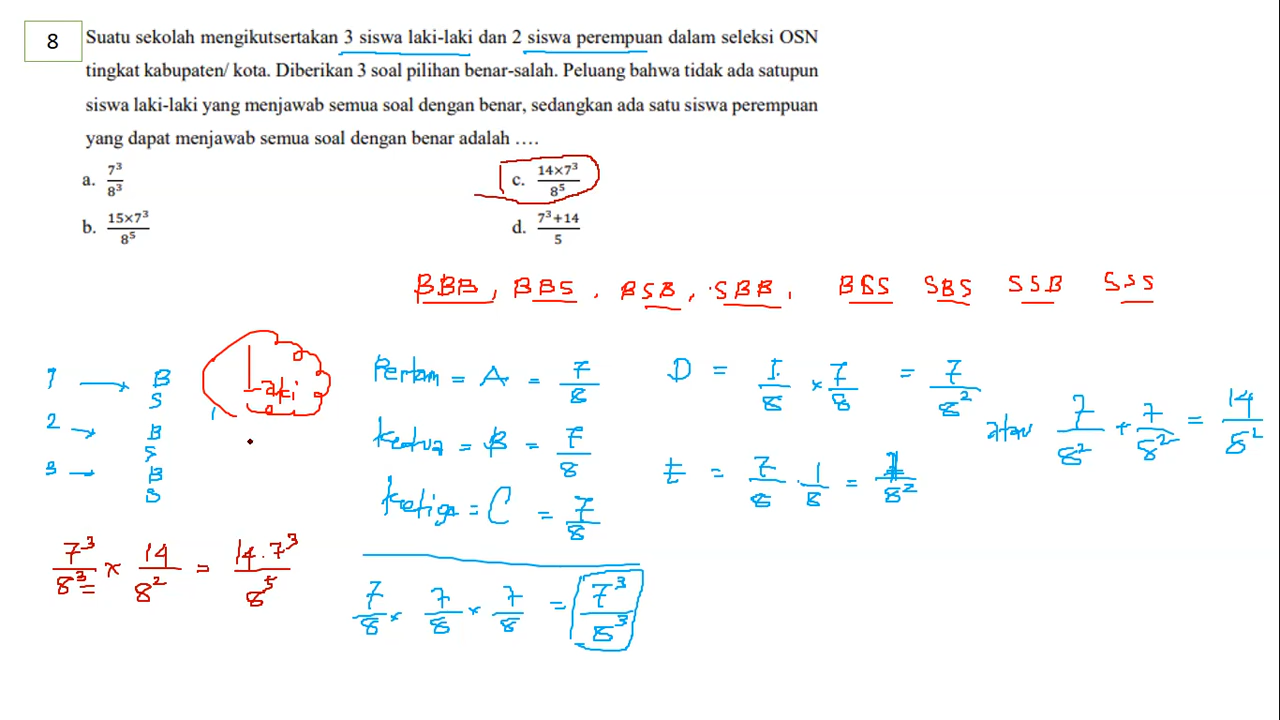 8
Suatu sekolah mengikutsertakan 3 siswa laki-laki dan 2 siswa perempuan dalam seleksi OSN
tingkat kabupaten/ kota. Diberikan 3 soal pilihan benar-salah. Peluang bahwa tidak ada satupun
siswa laki-laki yang menjawab semua soal dengan benar, sedangkan ada satu siswa perempuan
yang dapat menjawab semua soal dengan benar adalah ….
a. 7³/8³
c. 14×7³/8⁵
b. 15×7³/8⁵
d. 7³+14/5
BBB, BBS, BSB, SBB, BBS SBS SSB SSS
1 → B S
2 → B S
3 → B S
Laki
Pertam = A = 7/8
Kedua = B = 7/8
Ketiga = C = 7/8
7/8 × 7/8 × 7/8 = 7³/8³
D = 1/8 × 7/8 = 7/8²
E = 7/8 · 1/8 = 7/8²
atau 7/8² + 7/8² = 14/8²
7³/8³ × 14/8² = 14·7³/8⁵